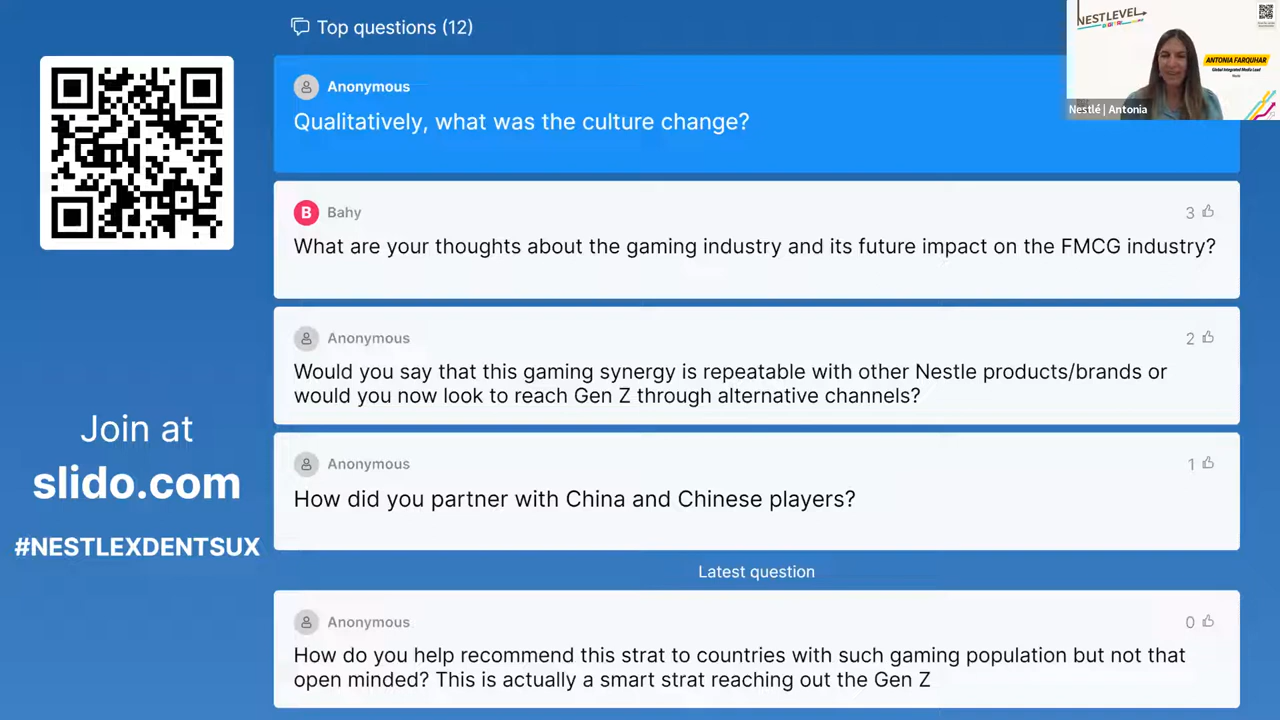 Top questions (12)
Anonymous
Qualitatively, what was the culture change?
B
Bahy
3
What are your thoughts about the gaming industry and its future impact on the FMCG industry?
Anonymous
2
Would you say that this gaming synergy is repeatable with other Nestle products/brands or
would you now look to reach Gen Z through alternative channels?
Anonymous
1
How did you partner with China and Chinese players?
Latest question
Anonymous
0
How do you help recommend this strat to countries with such gaming population but not that
open minded? This is actually a smart strat reaching out the Gen Z
Join at
slido.com
#NESTLEXDENTSUX
NESTLEVEL
ANTONIA FARQUHAR
Global Integrated Media Lead
Nestlé | Antonia